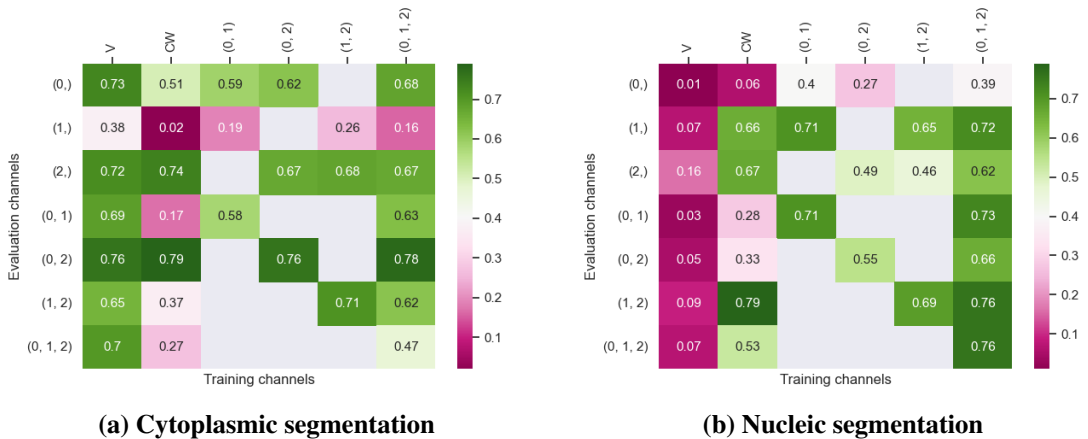 V CW (0, 1) (0, 2) (1, 2) (0, 1, 2)
(0,) 0.73 0.51 0.59 0.62 0.68
(1,) 0.38 0.02 0.19 0.26 0.16
(2,) 0.72 0.74 0.67 0.68 0.67
(0, 1) 0.69 0.17 0.58 0.63
(0, 2) 0.76 0.79 0.76 0.78
(1, 2) 0.65 0.37 0.71 0.62
(0, 1, 2) 0.7 0.27 0.47
Evaluation channels
Training channels
0.7
0.6
0.5
0.4
0.3
0.2
0.1
(a) Cytoplasmic segmentation
V CW (0, 1) (0, 2) (1, 2) (0, 1, 2)
(0,) 0.01 0.06 0.4 0.27 0.39
(1,) 0.07 0.66 0.71 0.65 0.72
(2,) 0.16 0.67 0.49 0.46 0.62
(0, 1) 0.03 0.28 0.71 0.73
(0, 2) 0.05 0.33 0.55 0.66
(1, 2) 0.09 0.79 0.69 0.76
(0, 1, 2) 0.07 0.53 0.76
Evaluation channels
Training channels
0.7
0.6
0.5
0.4
0.3
0.2
0.1
(b) Nucleic segmentation